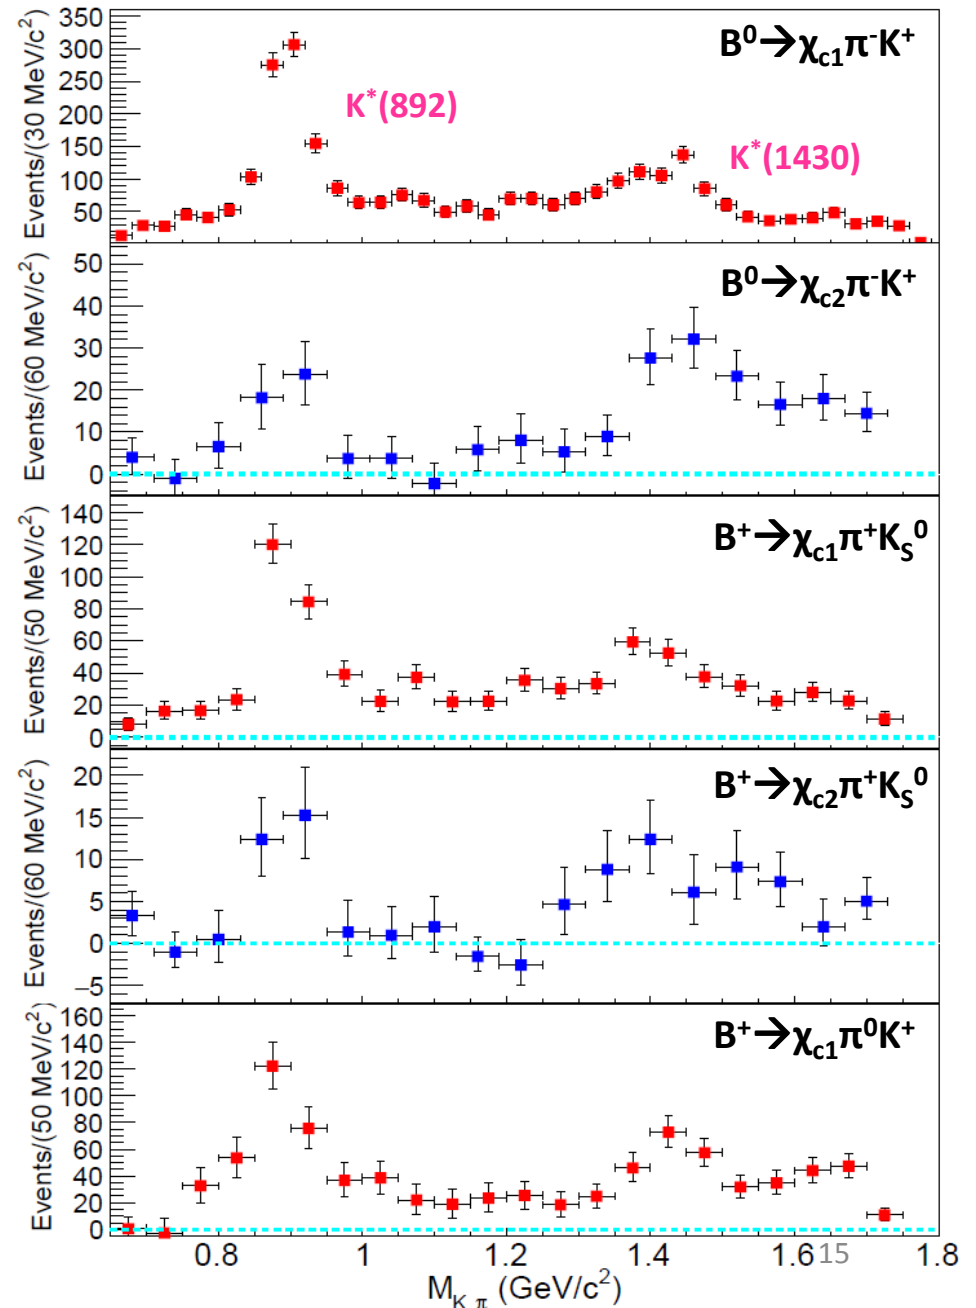 350
B⁰→χc1π⁻K⁺
300
250
K*(892)
200
150
K*(1430)
100
50
Events/(30 MeV/c²)
50
B⁰→χc2π⁻K⁺
40
30
20
10
0
Events/(60 MeV/c²)
140
B⁺→χc1π⁺KS⁰
120
100
80
60
40
20
0
Events/(50 MeV/c²)
20
B⁺→χc2π⁺KS⁰
15
10
5
0
−5
Events/(60 MeV/c²)
160
B⁺→χc1π⁰K⁺
140
120
100
80
60
40
20
0
Events/(50 MeV/c²)
0.8 1 1.2 1.4 1.6 15 1.8
MK π (GeV/c²)